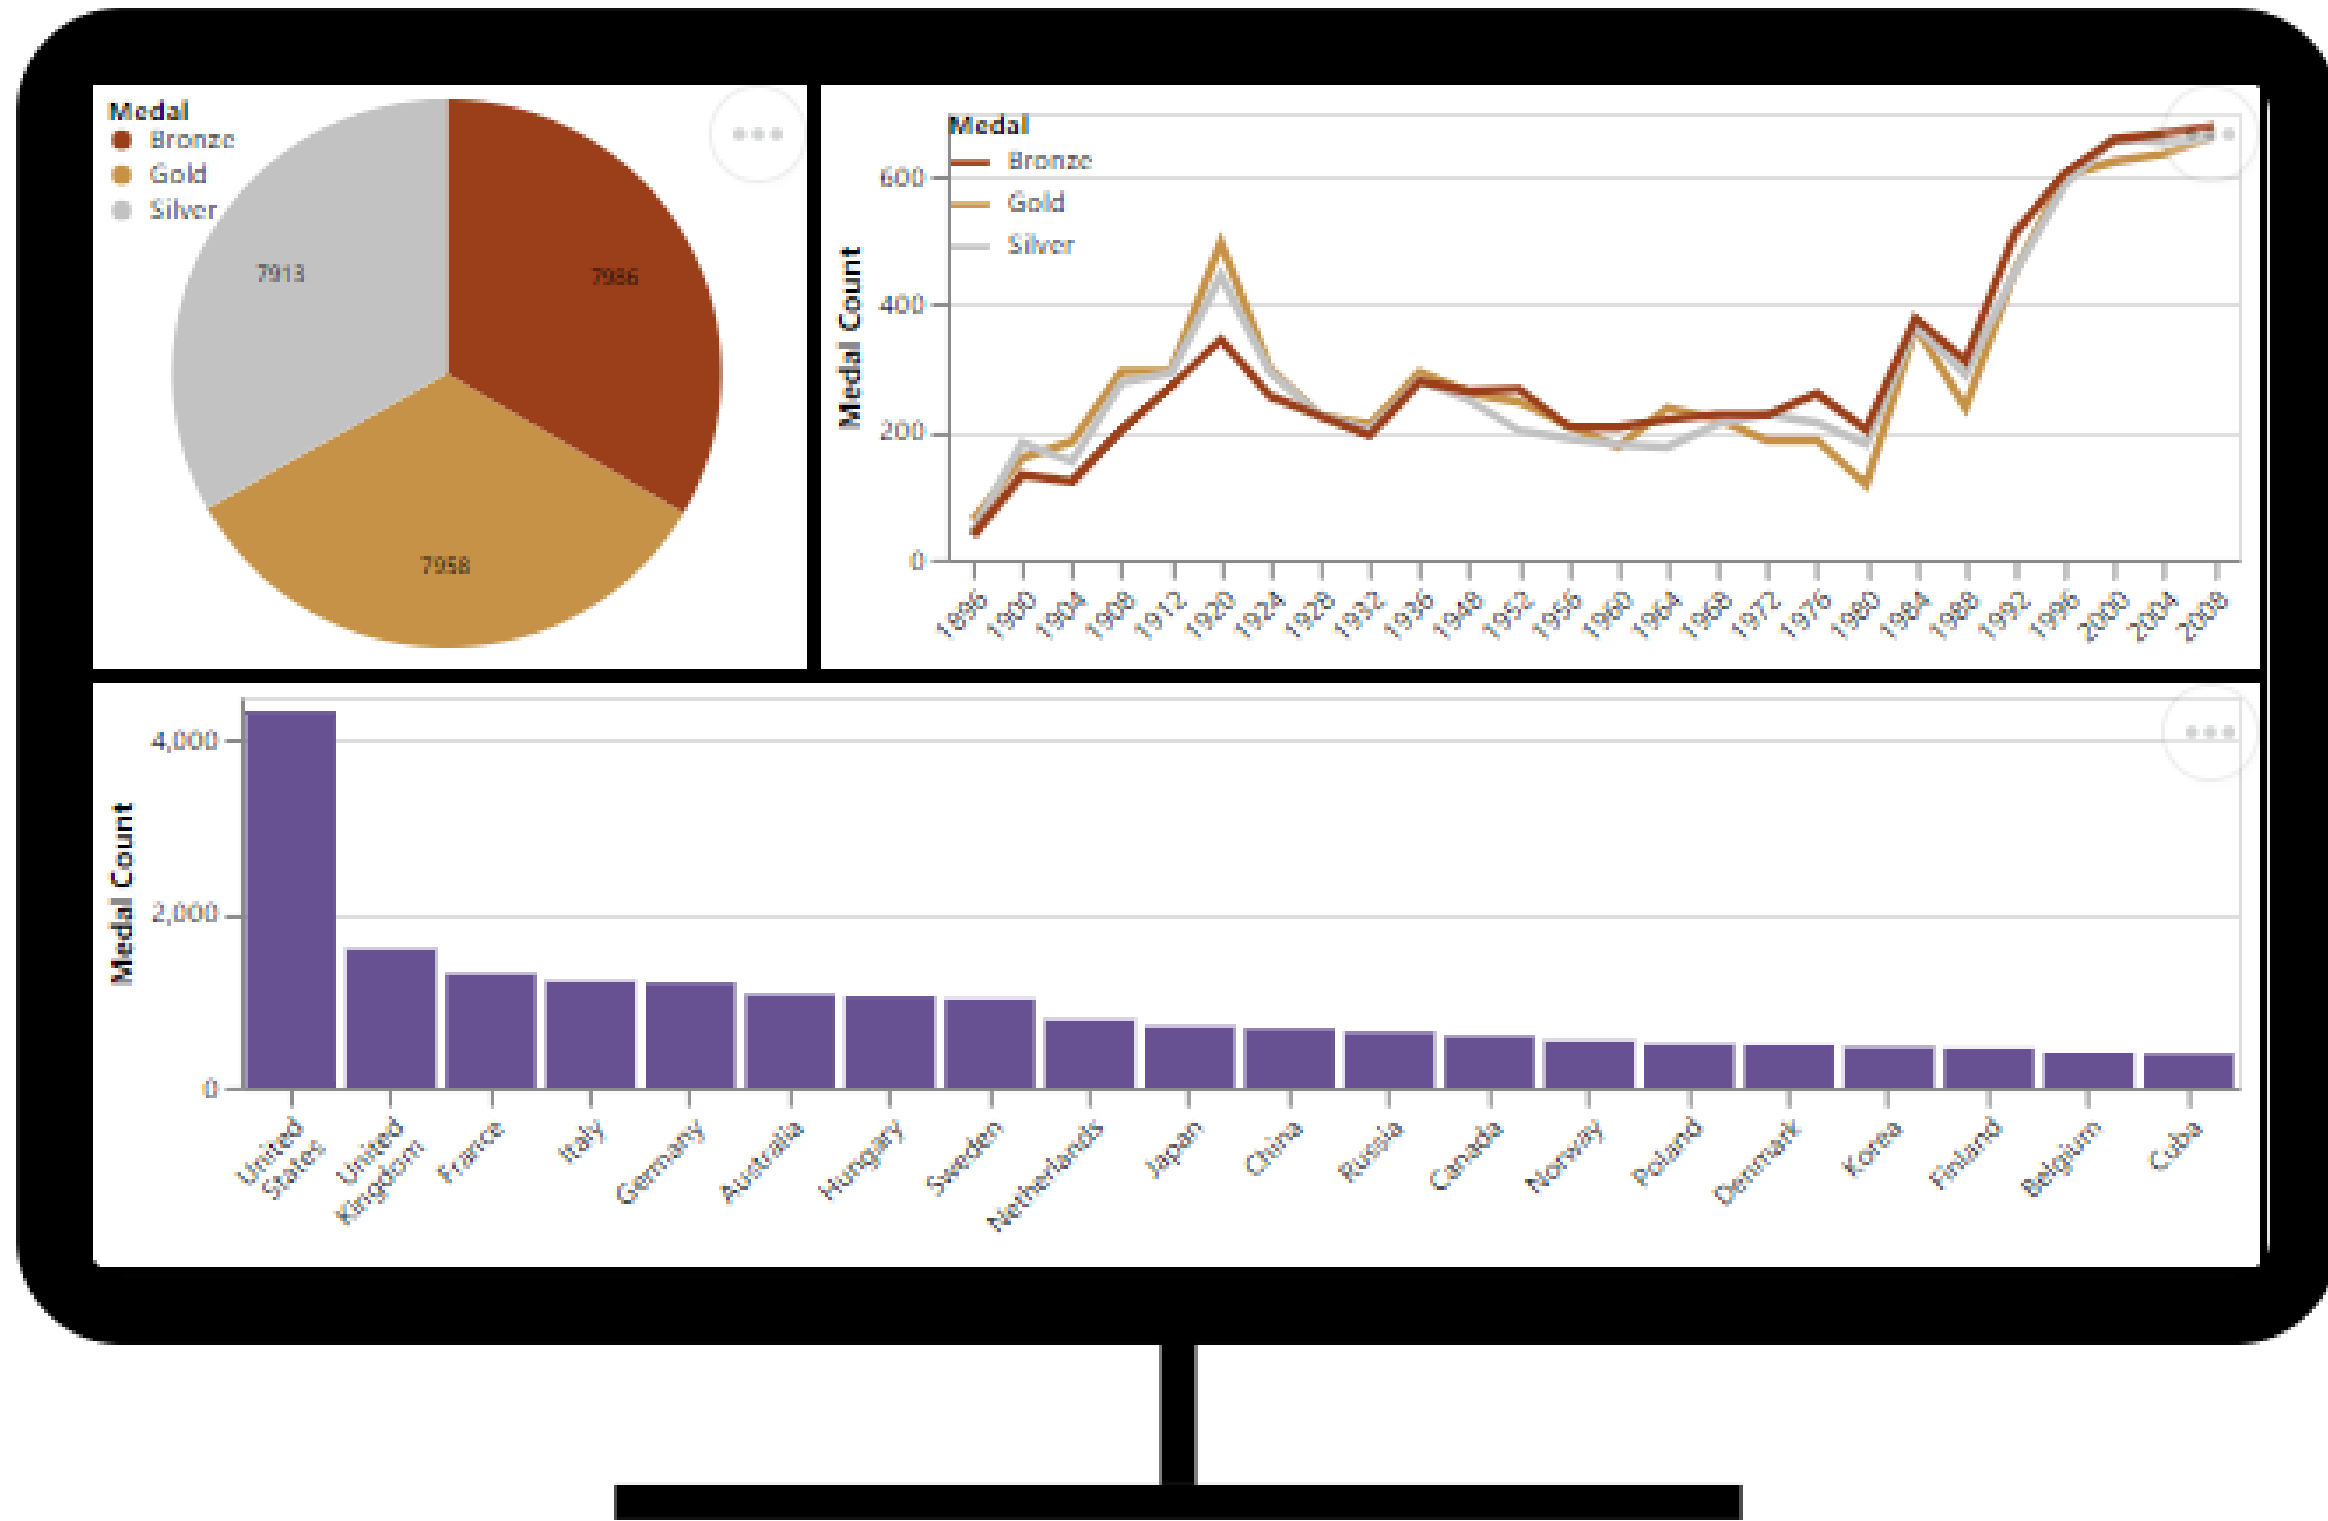 Medal
Bronze
Gold
Silver
7913
7986
7958
Medal
Bronze
Gold
Silver
Medal Count
600
400
200
0
1896
1900
1904
1908
1912
1920
1924
1928
1932
1936
1948
1952
1956
1960
1964
1968
1972
1976
1980
1984
1988
1992
1996
2000
2004
2008
Medal Count
4,000
2,000
0
United
States
United
Kingdom
France
Italy
Germany
Australia
Hungary
Sweden
Netherlands
Japan
China
Russia
Canada
Norway
Poland
Denmark
Korea
Finland
Belgium
Cuba